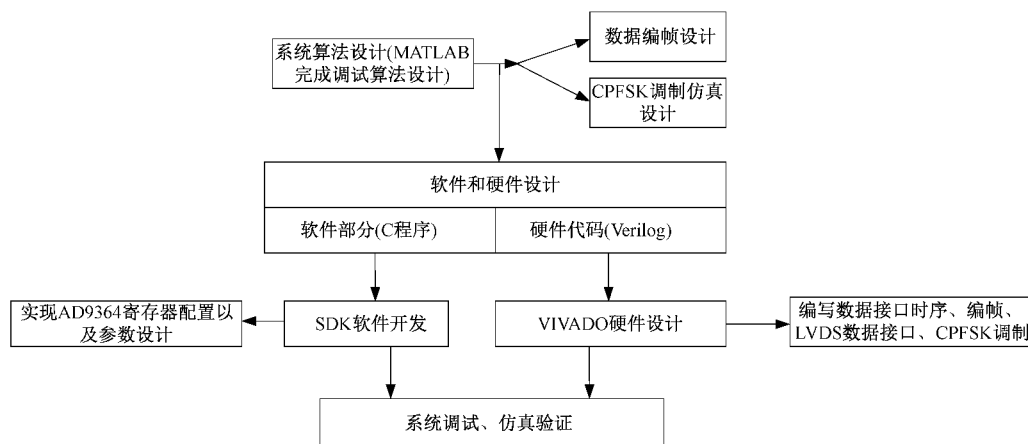 数据编帧设计
系统算法设计(MATLAB
完成调试算法设计)
CPFSK调制仿真
设计
软件和硬件设计
软件部分(C程序)
硬件代码(Verilog)
实现AD9364寄存器配置以
及参数设计
SDK软件开发
VIVADO硬件设计
编写数据接口时序、编帧、
LVDS数据接口、CPFSK调制
系统调试、仿真验证